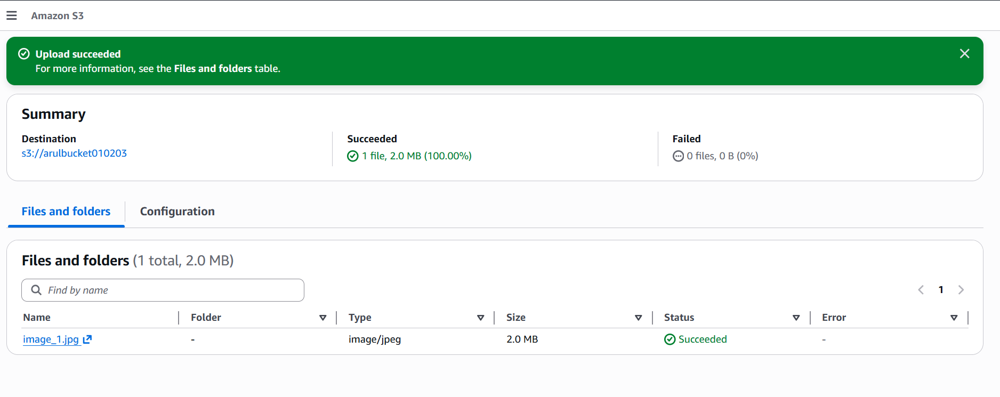 Amazon S3
Upload succeeded
For more information, see the Files and folders table.
Summary
Destination
s3://arulbucket010203
Succeeded
1 file, 2.0 MB (100.00%)
Failed
0 files, 0 B (0%)
Files and folders
Configuration
Files and folders (1 total, 2.0 MB)
Find by name
1
Name Folder Type Size Status Error
image_1.jpg - image/jpeg 2.0 MB Succeeded -